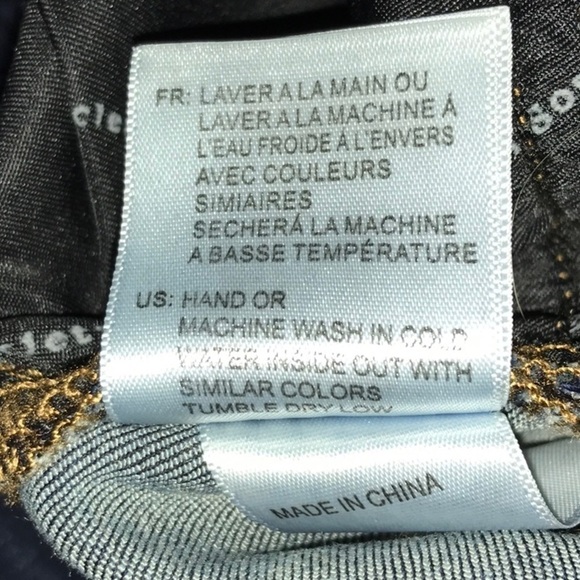 FR: LAVER A LA MAIN OU
LAVER A LA MACHINE Á
L'EAU FROIDE À L'ENVERS
AVEC COULEURS
SIMIAIRES
SECHERÁ LA MACHINE
A BASSE TEMPÉRATURE
US: HAND OR
MACHINE WASH IN COLD
WATER INSIDE OUT WITH
SIMILAR COLORS
TUMBLE DRY LOW
MADE IN CHINA